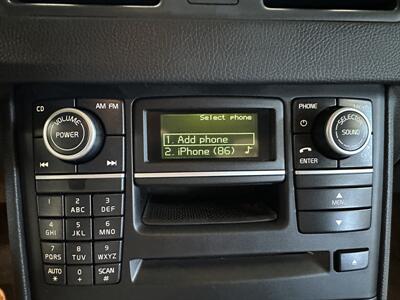 Select phone
1. Add phone
2. iPhone (86)
CD
AM FM
VOLUME
POWER
1
2 ABC
3 DEF
4 GHI
5 JKL
6 MNO
7 PQRS
8 TUV
9 WXYZ
AUTO *
0 +
SCAN #
PHONE
SELECTION
SOUND
ENTER
MENU